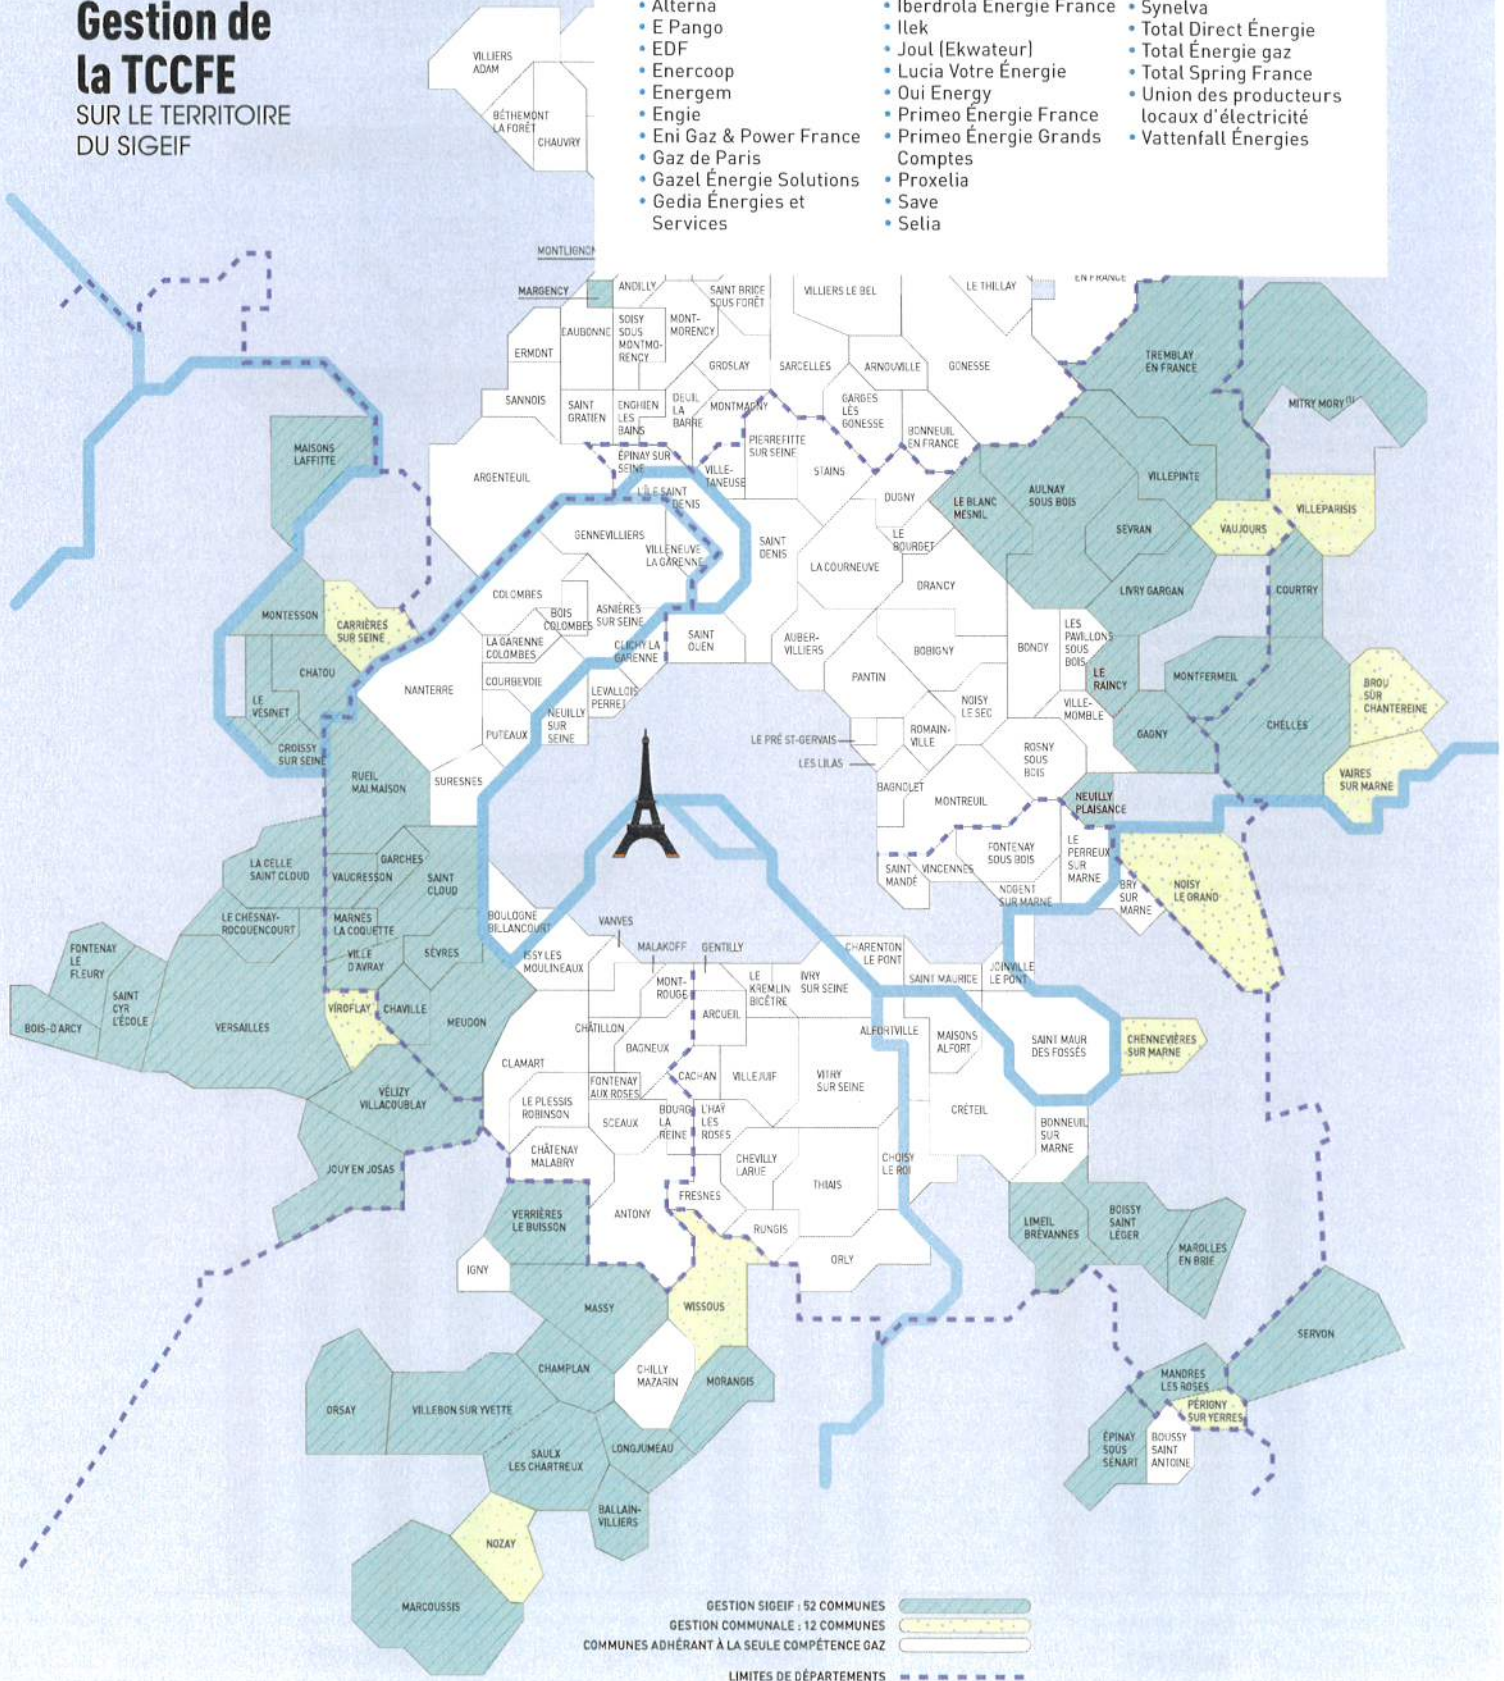 Gestion de
la TCCFE
SUR LE TERRITOIRE
DU SIGEIF
• Alterna
• E Pango
• EDF
• Enercoop
• Energem
• Engie
• Eni Gaz & Power France
• Gaz de Paris
• Gazel Énergie Solutions
• Gedia Énergies et
Services
• Iberdrola Energie France
• Ilek
• Joul (Ekwateur)
• Lucia Votre Énergie
• Oui Energy
• Primeo Énergie France
• Primeo Énergie Grands
Comptes
• Proxelia
• Save
• Selia
• Synelva
• Total Direct Énergie
• Total Énergie gaz
• Total Spring France
• Union des producteurs
locaux d'électricité
• Vattenfall Énergies
VILLIERS
ADAM
BÉTHEMONT
LA FORÊT
CHAUVRY
MONTLIGNON
MARGENCY
ANDILLY
SAINT BRICE
SOUS FORÊT
VILLIERS LE BEL
LE THILLAY
EN FRANCE
EAUBONNE
SOISY
SOUS
MONTMO-
RENCY
MONT-
MORENCY
ERMONT
GROSLAY
SARCELLES
ARNOUVILLE
GONESSE
TREMBLAY
EN FRANCE
MITRY MORY (1)
SANNOIS
SAINT
GRATIEN
ENGHIEN
LES
BAINS
DEUIL
LA
BARRE
MONTMAGNY
GARGES
LÈS
GONESSE
BONNEUIL
EN FRANCE
MAISONS
LAFFITTE
ARGENTEUIL
ÉPINAY SUR
SEINE
VILLE-
TANEUSE
PIERREFITTE
SUR SEINE
STAINS
L'ÎLE SAINT
DENIS
DUGNY
LE BLANC
MESNIL
AULNAY
SOUS BOIS
VILLEPINTE
SEVRAN
VAUJOURS
VILLEPARISIS
GENNEVILLIERS
VILLENEUVE
LA GARENNE
SAINT
DENIS
LE
BOURGET
LA COURNEUVE
DRANCY
LIVRY GARGAN
COURTRY
MONTESSON
CARRIÈRES
SUR SEINE
COLOMBES
BOIS
COLOMBES
ASNIÈRES
SUR SEINE
LA GARENNE
COLOMBES
CLICHY LA
GARENNE
SAINT
OUEN
AUBER-
VILLIERS
BOBIGNY
BONDY
LES
PAVILLONS
SOUS
BOIS
LE
RAINCY
MONTFERMEIL
BROU
SUR
CHANTEREINE
CHATOU
LE
VÉSINET
NANTERRE
COURBEVOIE
LEVALLOIS
PERRET
PANTIN
NOISY
LE SEC
VILLE-
MOMBLE
CHELLES
CROISSY
SUR SEINE
PUTEAUX
NEUILLY
SUR
SEINE
LE PRÉ ST-GERVAIS
LES LILAS
ROMAIN-
VILLE
ROSNY
SOUS
BOIS
GAGNY
VAIRES
SUR MARNE
RUEIL
MALMAISON
SURESNES
BAGNOLET
MONTREUIL
NEUILLY
PLAISANCE
LA CELLE
SAINT CLOUD
VAUCRESSON
GARCHES
SAINT
CLOUD
SAINT
MANDÉ
VINCENNES
FONTENAY
SOUS BOIS
NOGENT
SUR MARNE
LE
PERREUX
SUR
MARNE
BRY
SUR
MARNE
NOISY
LE GRAND
LE CHESNAY-
ROCQUENCOURT
MARNES
LA COQUETTE
BOULOGNE
BILLANCOURT
VANVES
MALAKOFF
GENTILLY
CHARENTON
LE PONT
FONTENAY
LE
FLEURY
VILLE
D'AVRAY
SÈVRES
ISSY LES
MOULINEAUX
MONT-
ROUGE
LE
KREMLIN
BICÊTRE
IVRY
SUR SEINE
SAINT MAURICE
JOINVILLE
LE PONT
BOIS-D'ARCY
SAINT
CYR
L'ÉCOLE
VERSAILLES
VIROFLAY
CHAVILLE
MEUDON
CHÂTILLON
ARCUEIL
ALFORTVILLE
MAISONS
ALFORT
SAINT MAUR
DES FOSSÉS
CHENNEVIÈRES
SUR MARNE
CLAMART
BAGNEUX
CACHAN
VILLEJUIF
VITRY
SUR SEINE
VÉLIZY
VILLACOUBLAY
LE PLESSIS
ROBINSON
FONTENAY
AUX ROSES
SCEAUX
BOURG
LA
REINE
L'HAŸ
LES
ROSES
CRÉTEIL
BONNEUIL
SUR
MARNE
JOUY EN JOSAS
CHÂTENAY
MALABRY
CHEVILLY
LARUE
THIAIS
CHOISY
LE ROI
FRESNES
VERRIÈRES
LE BUISSON
ANTONY
RUNGIS
ORLY
LIMEIL
BRÉVANNES
BOISSY
SAINT
LÉGER
MAROLLES
EN BRIE
IGNY
MASSY
WISSOUS
SERVON
CHAMPLAN
CHILLY
MAZARIN
MORANGIS
MANDRES
LES ROSES
PÉRIGNY
SUR YERRES
ORSAY
VILLEBON SUR YVETTE
SAULX
LES CHARTREUX
LONGJUMEAU
ÉPINAY
SOUS
SÉNART
BOUSSY
SAINT
ANTOINE
BALLAIN-
VILLIERS
NOZAY
MARCOUSSIS
GESTION SIGEIF : 52 COMMUNES
GESTION COMMUNALE : 12 COMMUNES
COMMUNES ADHÉRANT À LA SEULE COMPÉTENCE GAZ
LIMITES DE DÉPARTEMENTS